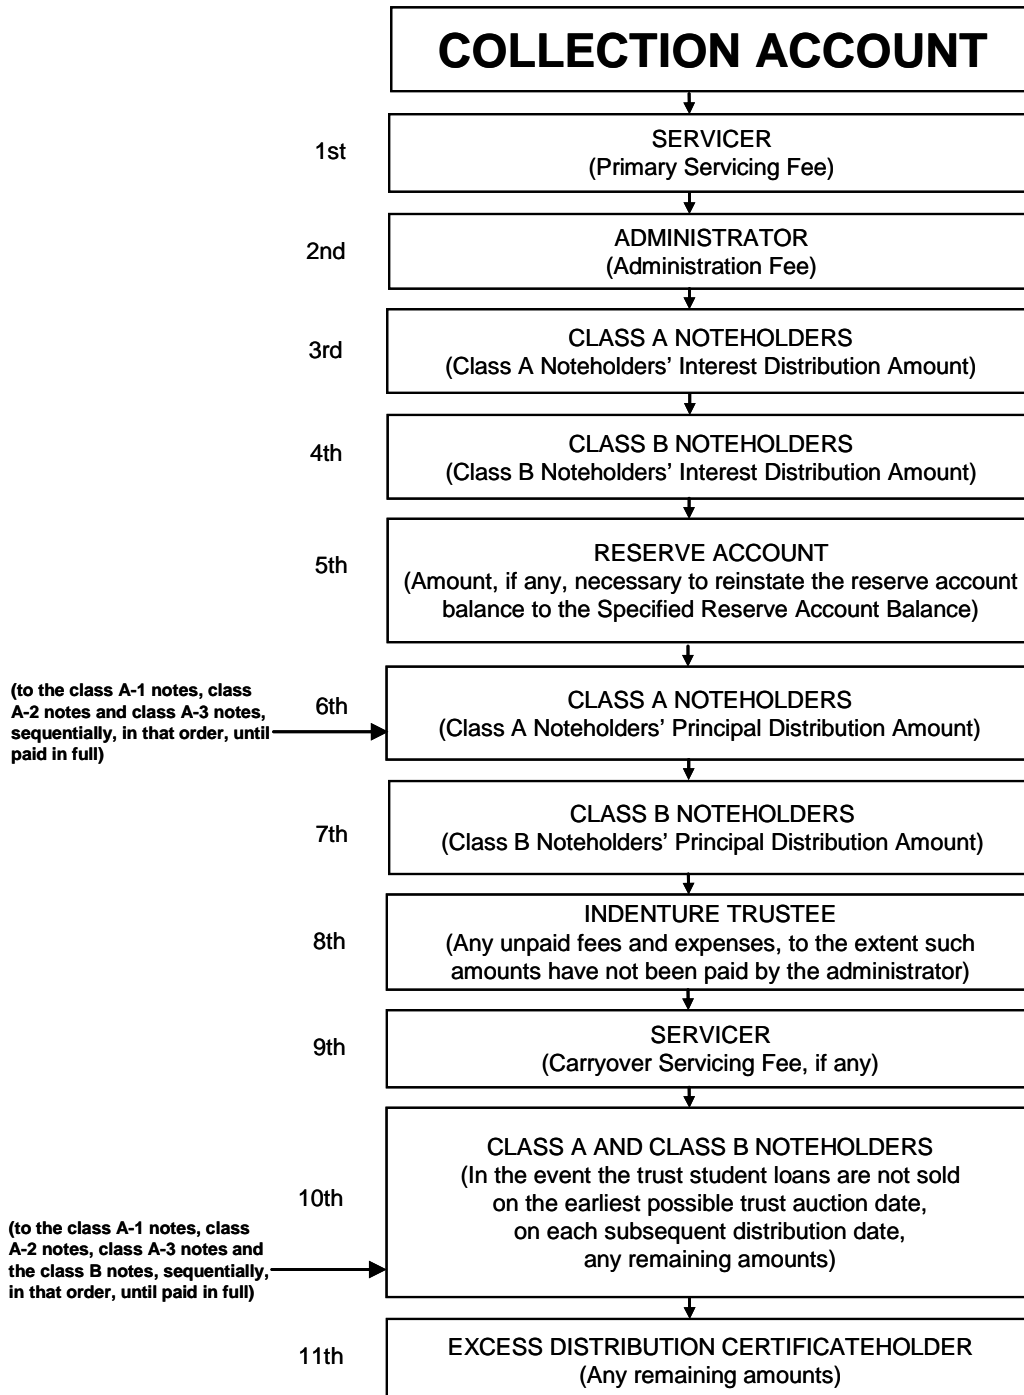 COLLECTION ACCOUNT
1st
SERVICER
(Primary Servicing Fee)
2nd
ADMINISTRATOR
(Administration Fee)
3rd
CLASS A NOTEHOLDERS
(Class A Noteholders’ Interest Distribution Amount)
4th
CLASS B NOTEHOLDERS
(Class B Noteholders’ Interest Distribution Amount)
5th
RESERVE ACCOUNT
(Amount, if any, necessary to reinstate the reserve account
balance to the Specified Reserve Account Balance)
(to the class A-1 notes, class
A-2 notes and class A-3 notes,
sequentially, in that order, until
paid in full)
6th
CLASS A NOTEHOLDERS
(Class A Noteholders’ Principal Distribution Amount)
7th
CLASS B NOTEHOLDERS
(Class B Noteholders’ Principal Distribution Amount)
8th
INDENTURE TRUSTEE
(Any unpaid fees and expenses, to the extent such
amounts have not been paid by the administrator)
9th
SERVICER
(Carryover Servicing Fee, if any)
10th
CLASS A AND CLASS B NOTEHOLDERS
(In the event the trust student loans are not sold
on the earliest possible trust auction date,
on each subsequent distribution date,
any remaining amounts)
(to the class A-1 notes, class
A-2 notes, class A-3 notes and
the class B notes, sequentially,
in that order, until paid in full)
11th
EXCESS DISTRIBUTION CERTIFICATEHOLDER
(Any remaining amounts)